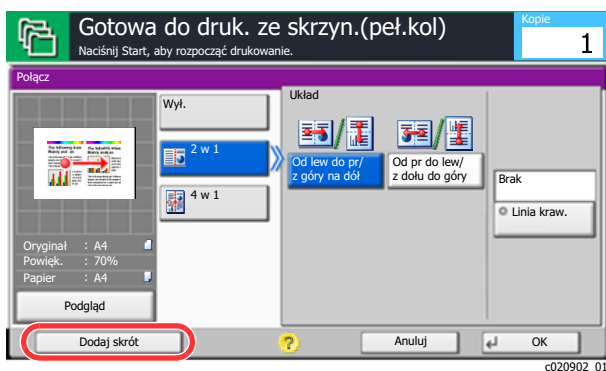 Gotowa do druk. ze skrzyn.(peł.kol)
Naciśnij Start, aby rozpocząć drukowanie.
Kopie
1
Połącz
Wył.
2 w 1
4 w 1
Układ
Od lew do pr/
z góry na dół
Od pr do lew/
z dołu do góry
Brak
Linia kraw.
Oryginał : A4
Powięk. : 70%
Papier : A4
Podgląd
Dodaj skrót
Anuluj
OK
c020902_01